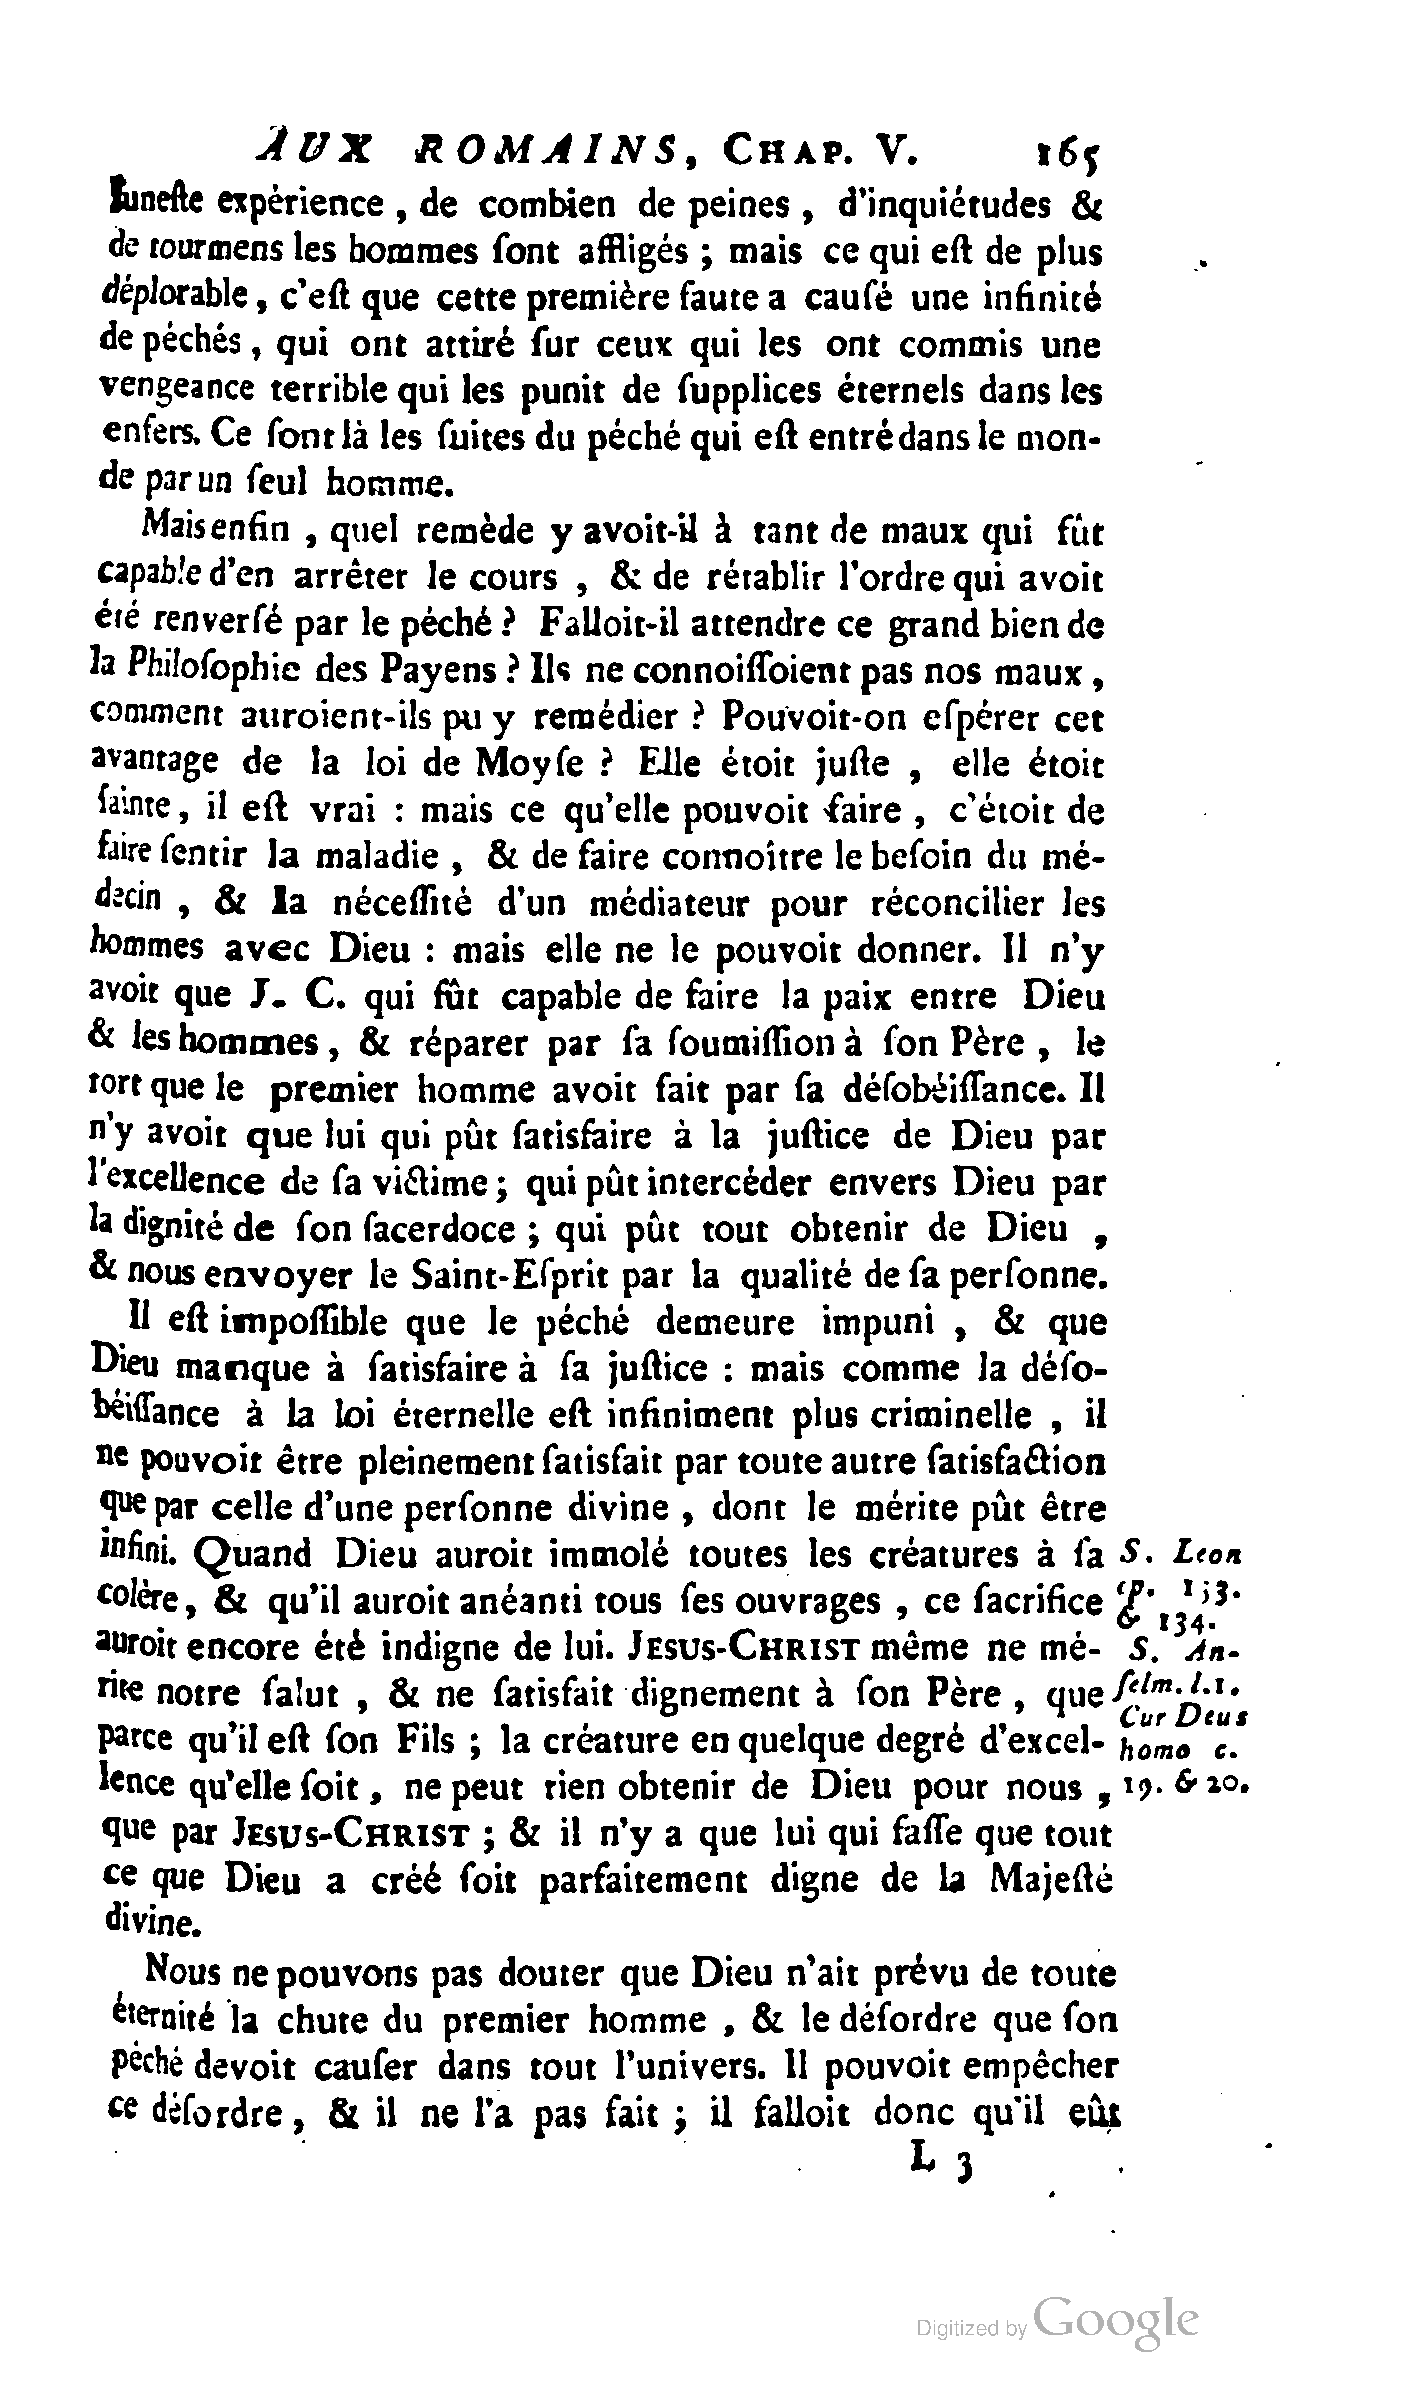 AUX ROMAINS, CHAP. V. 165
funeſte expérience, de combien de peines, d'inquiétudes &
de tourmens les hommes ſont affligés ; mais ce qui eſt de plus
déplorable, c'eſt que cette première faute a cauſé une infinité
de péchés, qui ont attiré ſur ceux qui les ont commis une
vengeance terrible qui les punit de ſupplices éternels dans les
enfers. Ce ſont là les ſuites du péché qui eſt entré dans le mon-
de par un ſeul homme.
Mais enfin, quel remède y avoit-il à tant de maux qui fût
capable d'en arrêter le cours, & de rétablir l'ordre qui avoit
été renverſé par le péché ? Falloit-il attendre ce grand bien de
la Philoſophie des Payens ? Ils ne connoiſſoient pas nos maux,
comment auroient-ils pu y remédier ? Pouvoit-on eſpérer cet
avantage de la loi de Moyſe ? Elle étoit juſte, elle étoit
ſainte, il eſt vrai : mais ce qu'elle pouvoit faire, c'étoit de
faire ſentir la maladie, & de faire connoître le beſoin du mé-
decin, & la néceſſité d'un médiateur pour réconcilier les
hommes avec Dieu : mais elle ne le pouvoit donner. Il n'y
avoit que J. C. qui fût capable de faire la paix entre Dieu
& les hommes, & réparer par ſa ſoumiſſion à ſon Père, le
tort que le premier homme avoit fait par ſa déſobéiſſance. Il
n'y avoit que lui qui pût ſatisfaire à la juſtice de Dieu par
l'excellence de ſa victime ; qui pût intercéder envers Dieu par
la dignité de ſon ſacerdoce ; qui pût tout obtenir de Dieu,
& nous envoyer le Saint-Eſprit par la qualité de ſa perſonne.
Il eſt impoſſible que le péché demeure impuni, & que
Dieu manque à ſatisfaire à ſa juſtice : mais comme la déſo-
béiſſance à la loi éternelle eſt infiniment plus criminelle, il
ne pouvoit être pleinement ſatisfait par toute autre ſatisfaction
que par celle d'une perſonne divine, dont le mérite pût être
infini. Quand Dieu auroit immolé toutes les créatures à ſa
colère, & qu'il auroit anéanti tous ſes ouvrages, ce ſacrifice
auroit encore été indigne de lui. JESUS-CHRIST même ne mé-
rite notre ſalut, & ne ſatisfait dignement à ſon Père, que
parce qu'il eſt ſon Fils ; la créature en quelque degré d'excel-
lence qu'elle ſoit, ne peut rien obtenir de Dieu pour nous,
que par JESUS-CHRIST ; & il n'y a que lui qui faſſe que tout
ce que Dieu a créé ſoit parfaitement digne de la Majeſté
divine.
S. Leon
ep. 133.
& 134.
S. An-
ſelm. l. 1.
Cur Deus
homo c.
19. & 20.
Nous ne pouvons pas douter que Dieu n'ait prévu de toute
éternité la chute du premier homme, & le déſordre que ſon
péché devoit cauſer dans tout l'univers. Il pouvoit empêcher
ce déſordre, & il ne l'a pas fait ; il falloit donc qu'il eût
L 3
Digitized by Google